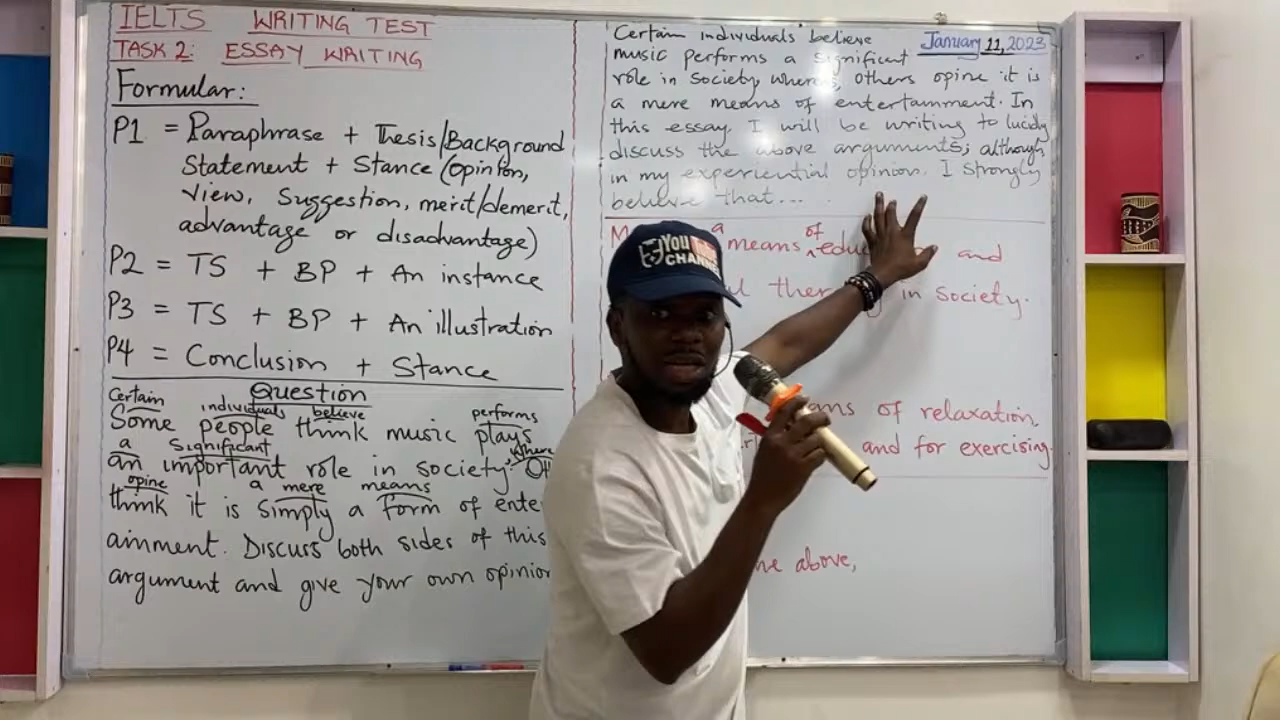 IELTS WRITING TEST
TASK 2: ESSAY WRITING
Formular:
P1 = Paraphrase + Thesis/Background
Statement + Stance (opinion,
view, suggestion, merit/demerit,
advantage or disadvantage)
P2 = TS + BP + An instance
P3 = TS + BP + An illustration
P4 = Conclusion + Stance
Question
Certain individuals believe performs
Some people think music plays
a significant
an important role in society.
opine a mere means
think it is simply a form of enter
ainment. Discuss both sides of this
argument and give your own opinion
January 11, 2023
Certain individuals believe
music performs a significant
role in society whereas, others opine it is
a mere means of entertainment. In
this essay, I will be writing to lucidly
discuss the above arguments; although
in my experiential opinion, I strongly
believe that...
a of
means and
in society.
of relaxation,
and for exercising.
above,
YOU
CHANNEL